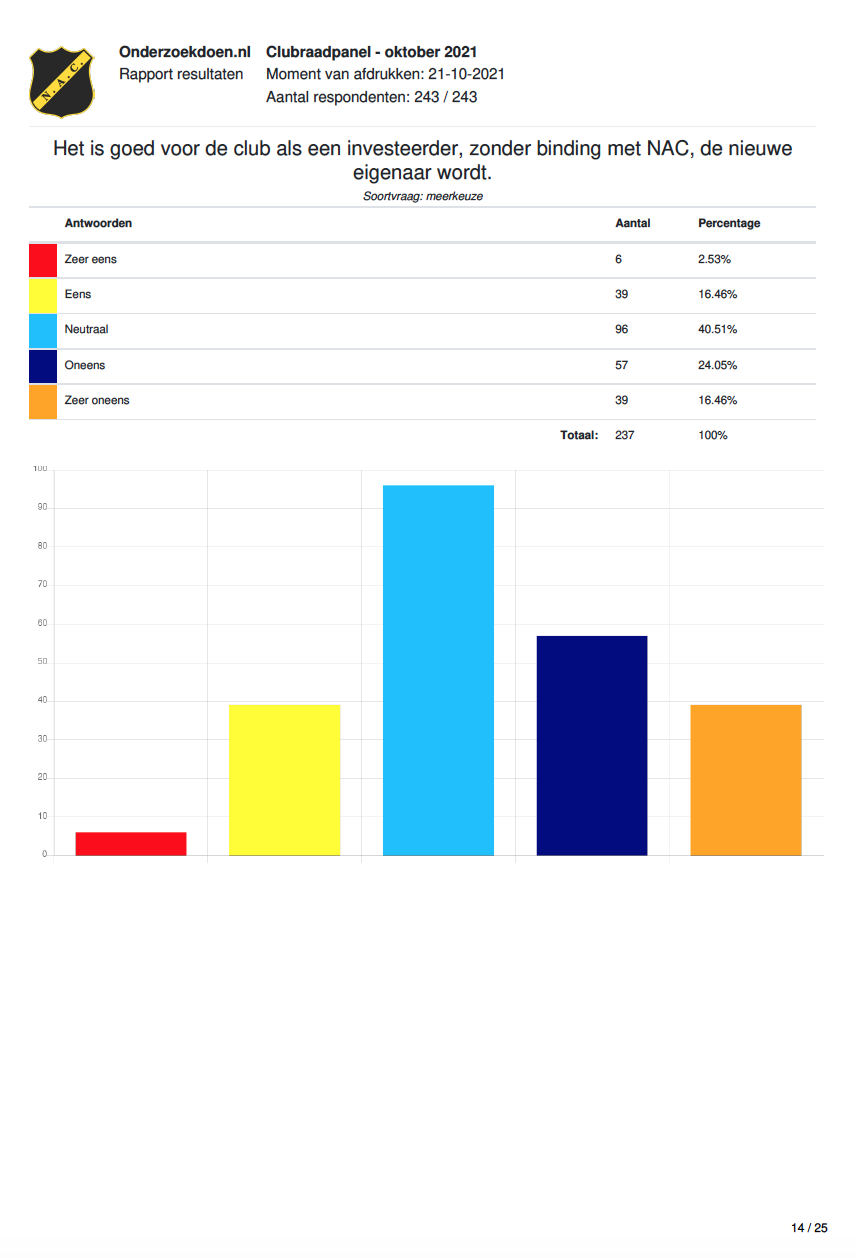 N.A.C.
Onderzoekdoen.nl Clubraadpanel - oktober 2021
Rapport resultaten Moment van afdrukken: 21-10-2021
Aantal respondenten: 243 / 243
Het is goed voor de club als een investeerder, zonder binding met NAC, de nieuwe
eigenaar wordt.
Soortvraag: meerkeuze
Antwoorden Aantal Percentage
Zeer eens 6 2.53%
Eens 39 16.46%
Neutraal 96 40.51%
Oneens 57 24.05%
Zeer oneens 39 16.46%
Totaal: 237 100%
100
90
80
70
60
50
40
30
20
10
0
14 / 25